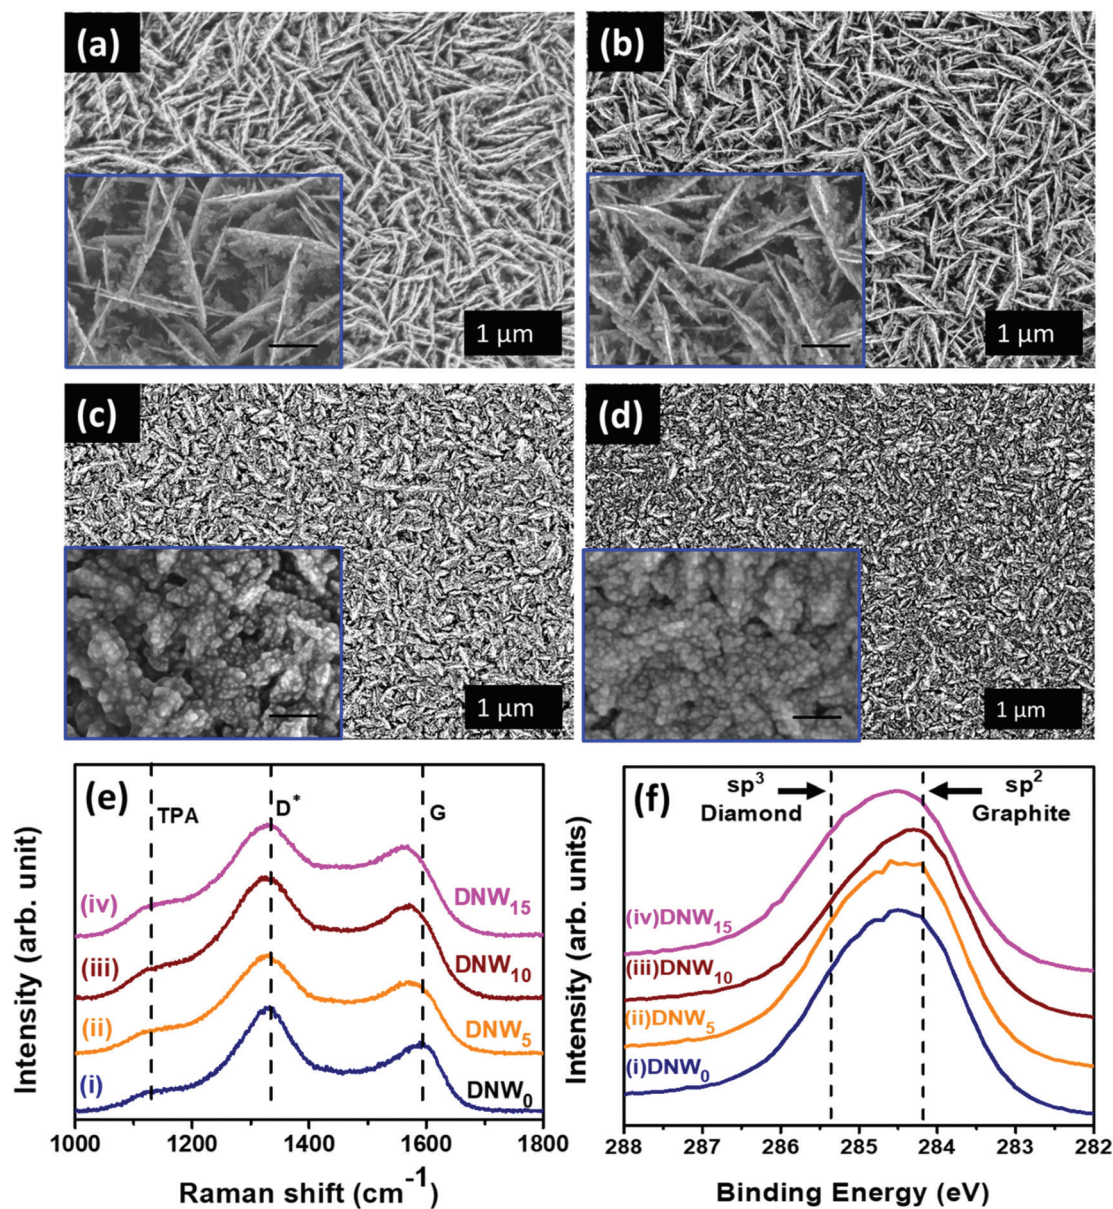 (a)
1 µm
(b)
1 µm
(c)
1 µm
(d)
1 µm
(e)
TPA
D*
G
(iv)
DNW15
(iii)
DNW10
(ii)
DNW5
(i)
DNW0
1000 1200 1400 1600 1800
Raman shift (cm-1)
Intensity (arb. unit)
(f)
sp3
Diamond
sp2
Graphite
(iv)DNW15
(iii)DNW10
(ii)DNW5
(i)DNW0
288 287 286 285 284 283 282
Binding Energy (eV)
Intensity (arb. units)